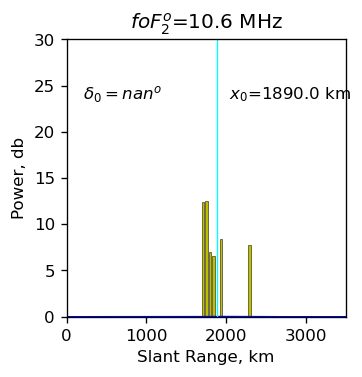 foF₂ᵒ=10.6 MHz
30
25
20
15
10
5
0
Power, db
δ₀ = nanᵒ
x₀=1890.0 km
0 1000 2000 3000
Slant Range, km